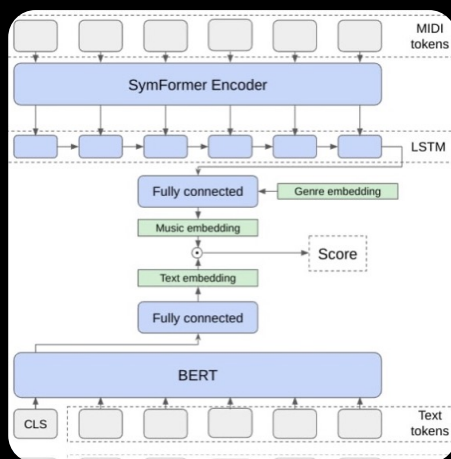 MIDI
tokens
SymFormer Encoder
LSTM
Fully connected
Genre embedding
Music embedding
Score
Text embedding
Fully connected
BERT
CLS
Text
tokens